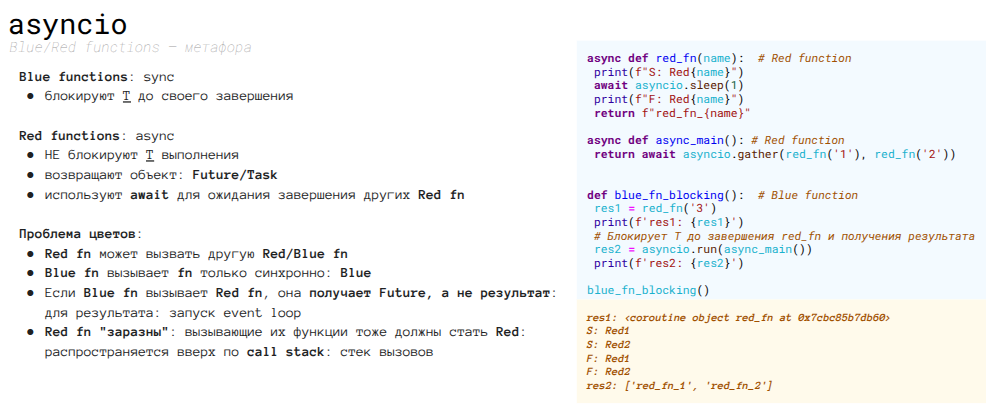 asyncio
Blue/Red functions — метафора
Blue functions: sync
● блокируют T до своего завершения
Red functions: async
● НЕ блокируют T выполнения
● возвращают объект: Future/Task
● используют await для ожидания завершения других Red fn
Проблема цветов:
● Red fn может вызвать другую Red/Blue fn
● Blue fn вызывает fn только синхронно: Blue
● Если Blue fn вызывает Red fn, она получает Future, а не результат:
для результата: запуск event loop
● Red fn "заразны": вызывающие их функции тоже должны стать Red:
распространяется вверх по call stack: стек вызовов
async def red_fn(name):  # Red function
 print(f"S: Red{name}")
 await asyncio.sleep(1)
 print(f"F: Red{name}")
 return f"red_fn_{name}"
async def async_main(): # Red function
 return await asyncio.gather(red_fn('1'), red_fn('2'))
def blue_fn_blocking():  # Blue function
 res1 = red_fn('3')
 print(f'res1: {res1}')
 # Блокирует T до завершения red_fn и получения результата
 res2 = asyncio.run(async_main())
 print(f'res2: {res2}')
blue_fn_blocking()
res1: <coroutine object red_fn at 0x7cbc85b7db60>
S: Red1
S: Red2
F: Red1
F: Red2
res2: ['red_fn_1', 'red_fn_2']